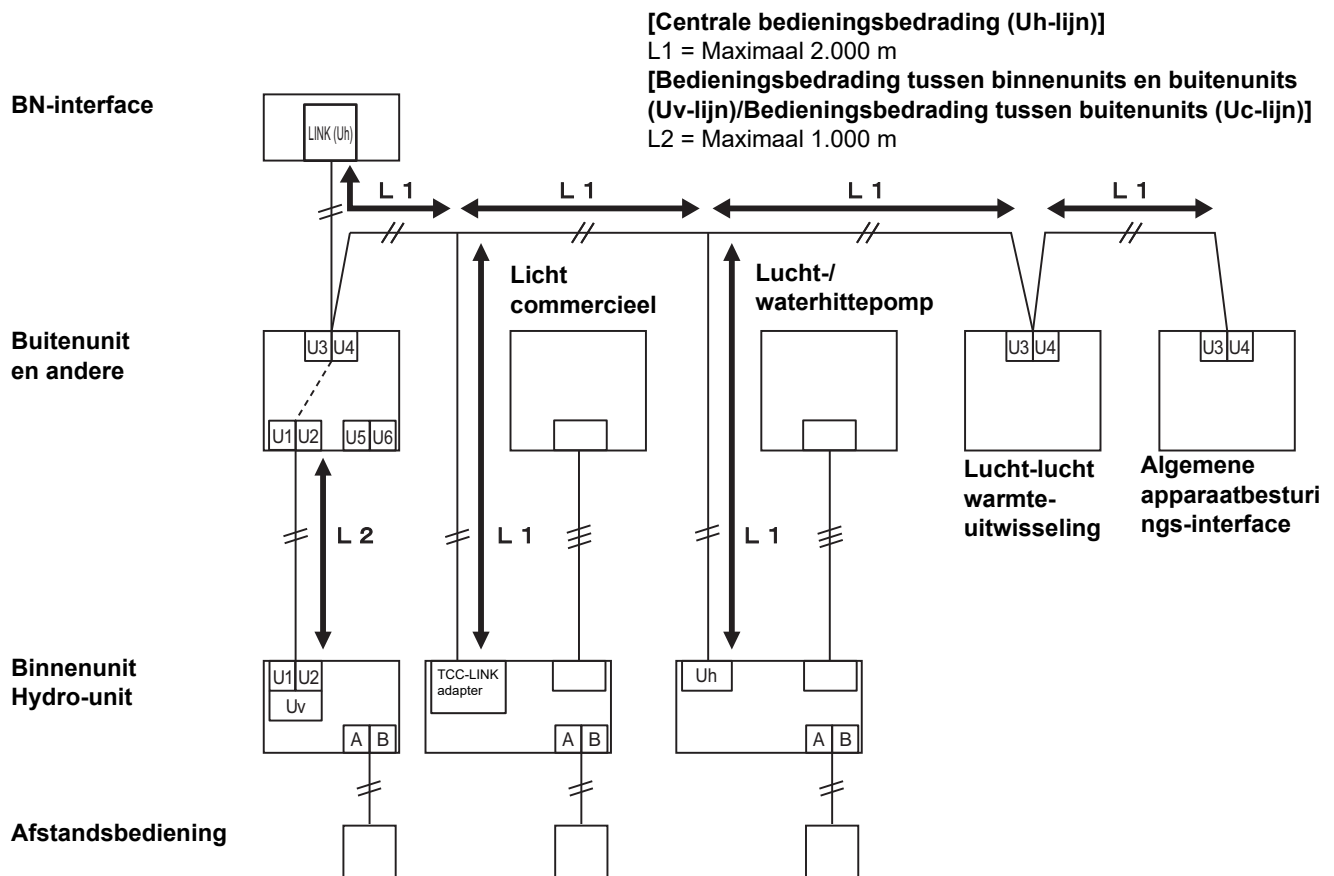 [Centrale bedieningsbedrading (Uh-lijn)]
L1 = Maximaal 2.000 m
[Bedieningsbedrading tussen binnenunits en buitenunits
(Uv-lijn)/Bedieningsbedrading tussen buitenunits (Uc-lijn)]
L2 = Maximaal 1.000 m
BN-interface
LINK (Uh)
L 1
L 1
L 1
L 1
Licht
commercieel
Lucht-/
waterhittepomp
Buitenunit
en andere
U3 U4
U1 U2
U5 U6
U3 U4
U3 U4
Lucht-lucht
warmte-
uitwisseling
Algemene
apparaatbesturi
ngs-interface
L 2
L 1
L 1
Binnenunit
Hydro-unit
U1 U2
Uv
A B
TCC-LINK
adapter
A B
Uh
A B
Afstandsbediening